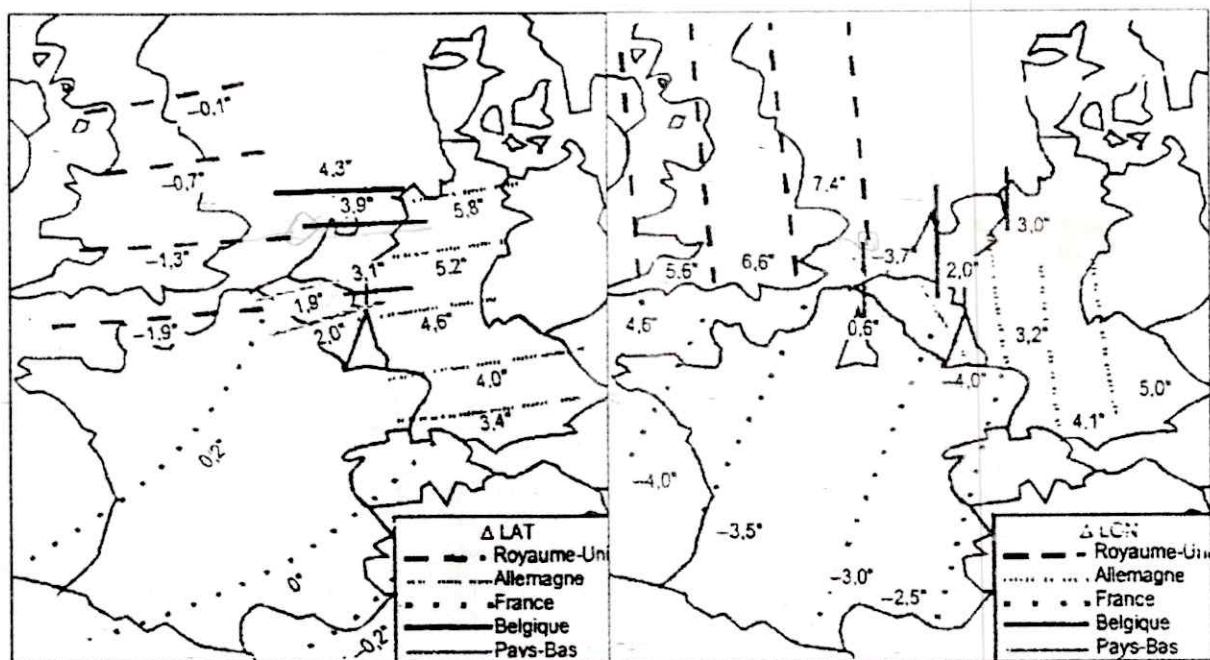 −0,1"
−0,7"
4,3"
3,9"
5,8"
−1,3"
3,1"
5,2"
1,9"
−1,9"
2,0"
4,6"
4,0"
3,4"
0,2"
0"
−0,2"
Δ LAT
Royaume-Uni
Allemagne
France
Belgique
Pays-Bas
7,4"
3,0"
5,6"
6,6"
−3,7"
2,0"
4,6"
0,6"
3,2"
−4,0"
5,0"
4,1"
−4,0"
−3,5"
−3,0"
−2,5"
Δ LON
Royaume-Uni
Allemagne
France
Belgique
Pays-Bas